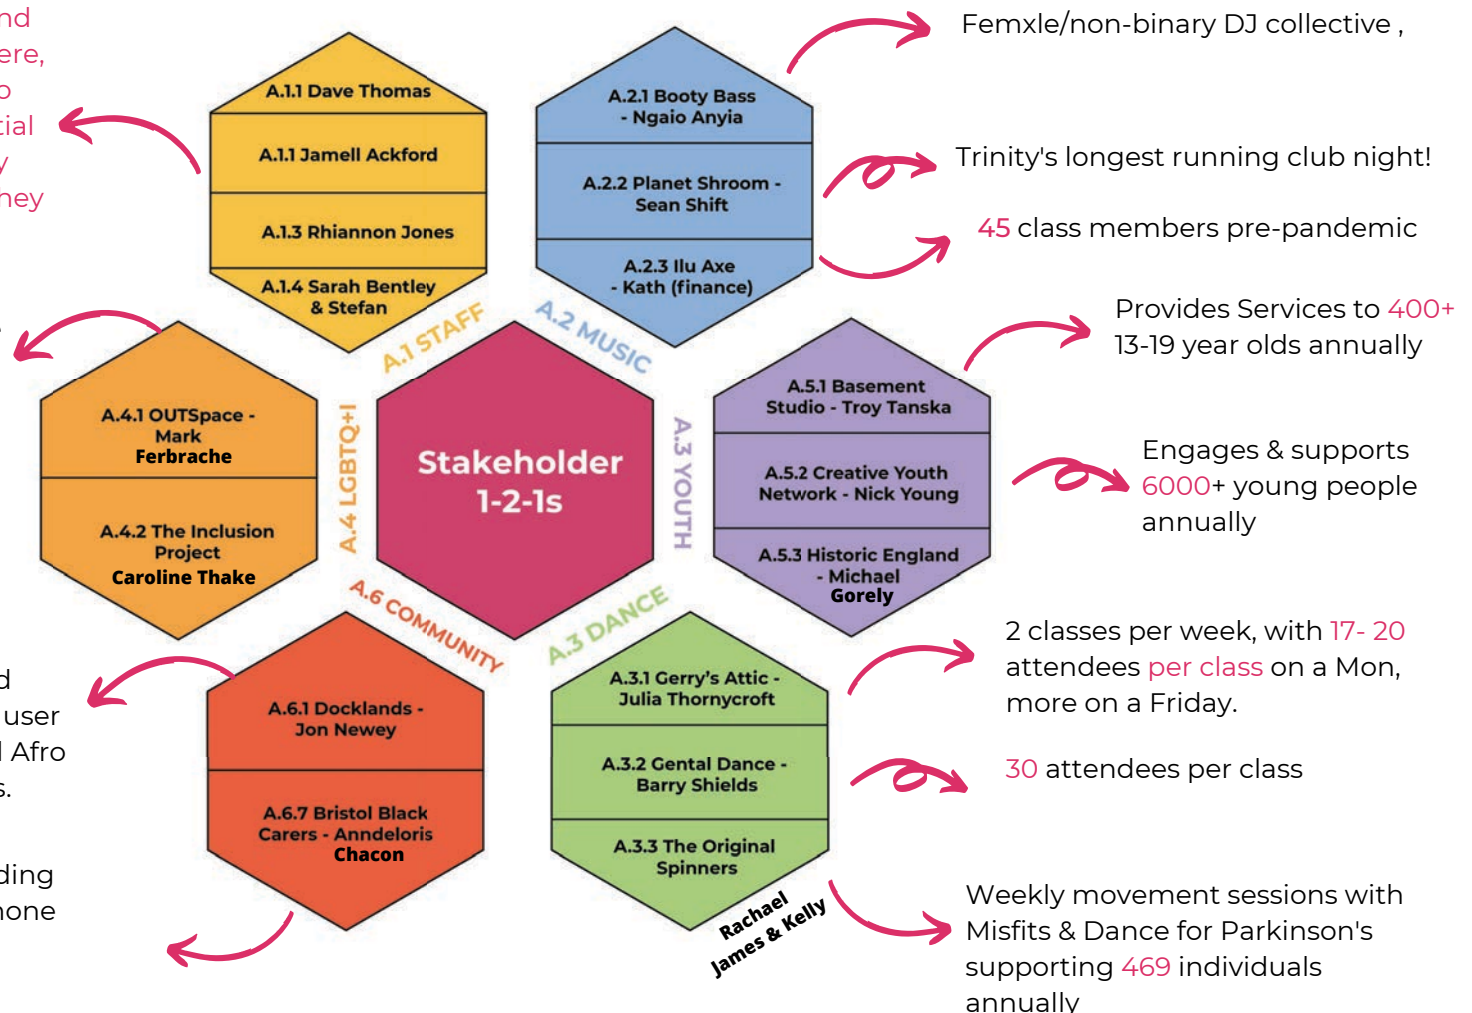 nd
ere,
o
tial
y
hey
A.1.1 Dave Thomas
A.1.1 Jamell Ackford
A.1.3 Rhiannon Jones
A.1.4 Sarah Bentley
& Stefan
A.1 STAFF
A.2.1 Booty Bass
- Ngaio Anyia
A.2.2 Planet Shroom -
Sean Shift
A.2.3 Ilu Axe
- Kath (finance)
A.2 MUSIC
Femxle/non-binary DJ collective ,
Trinity's longest running club night!
45 class members pre-pandemic
A.4.1 OUTSpace -
Mark
Ferbrache
A.4.2 The Inclusion
Project
Caroline Thake
A.4 LGBTQ+I
Stakeholder
1-2-1s
A.3 YOUTH
A.5.1 Basement
Studio - Troy Tanska
A.5.2 Creative Youth
Network - Nick Young
A.5.3 Historic England
- Michael
Gorely
Provides Services to 400+
13-19 year olds annually
Engages & supports
6000+ young people
annually
d
user
l Afro
s.
ding
hone
A.6 COMMUNITY
A.6.1 Docklands -
Jon Newey
A.6.7 Bristol Black
Carers - Anndeloris
Chacon
A.3 DANCE
A.3.1 Gerry's Attic -
Julia Thornycroft
A.3.2 Gental Dance -
Barry Shields
A.3.3 The Original
Spinners
Rachael
James & Kelly
2 classes per week, with 17- 20
attendees per class on a Mon,
more on a Friday.
30 attendees per class
Weekly movement sessions with
Misfits & Dance for Parkinson's
supporting 469 individuals
annually